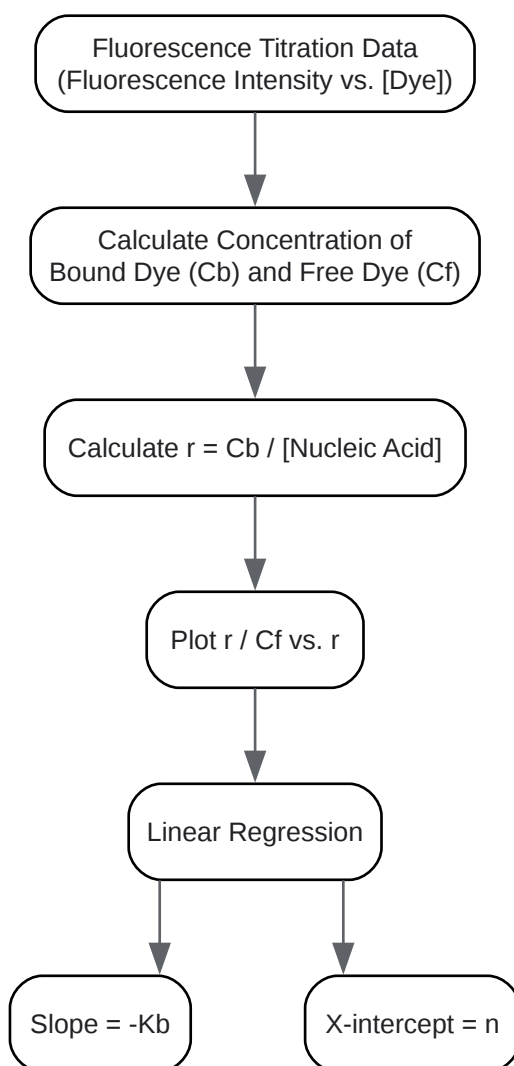 Fluorescence Titration Data
(Fluorescence Intensity vs. [Dye])
Calculate Concentration of
Bound Dye (Cb) and Free Dye (Cf)
Calculate r = Cb / [Nucleic Acid]
Plot r / Cf vs. r
Linear Regression
Slope = -Kb
X-intercept = n